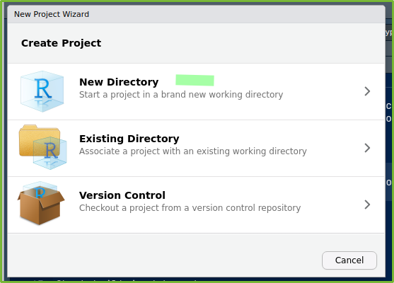 New Project Wizard
Create Project
New Directory
Start a project in a brand new working directory
Existing Directory
Associate a project with an existing working directory
Version Control
Checkout a project from a version control repository
Cancel